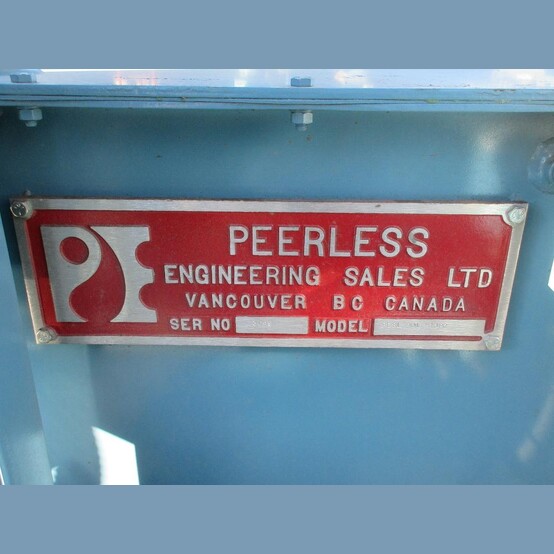 PEERLESS
ENGINEERING SALES LTD
VANCOUVER BC CANADA
SER NO MODEL